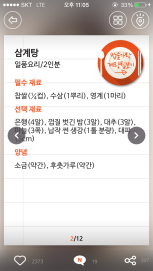 SKT LTE
오전 11:05
33%
삼계탕
일품요리/2인분
필수 재료
찹쌀(½컵), 수삼(1뿌리), 영계(1마리)
선택 재료
은행(4알), 껍질 벗긴 밤(3알), 대추(3알),
(3쪽), 납작 썬 생강(1톨 분량), 대파
cm)
양념
소금(약간), 후춧가루(약간)
2/12
N